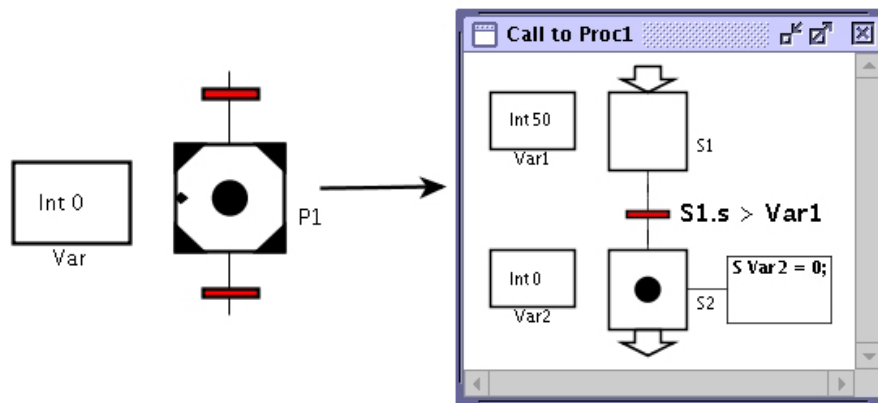 Int 0
Var
P1
Call to Proc1
Int 50
Var1
S1
S1.s > Var1
Int 0
Var2
S2
S Var2 = 0;